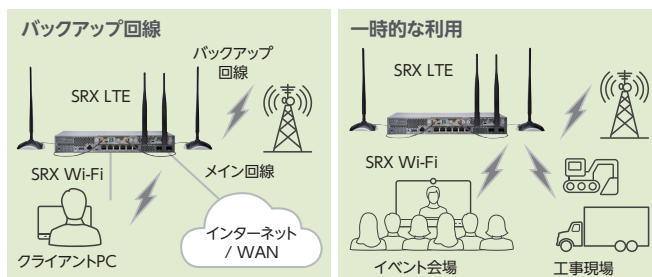 バックアップ回線
バックアップ
回線
SRX LTE
SRX Wi-Fi
メイン回線
クライアントPC
インターネット
/ WAN
一時的な利用
SRX LTE
SRX Wi-Fi
イベント会場
工事現場